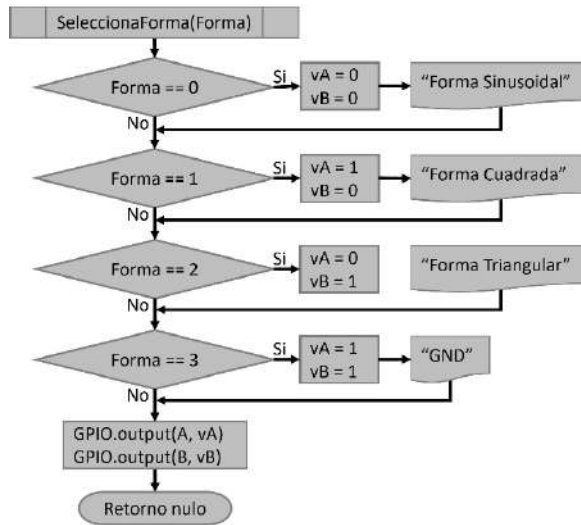 SeleccionaForma(Forma)
Forma == 0
Si
vA = 0
vB = 0
“Forma Sinusoidal”
No
Forma == 1
Si
vA = 1
vB = 0
“Forma Cuadrada”
No
Forma == 2
Si
vA = 0
vB = 1
“Forma Triangular”
No
Forma == 3
Si
vA = 1
vB = 1
“GND”
No
GPIO.output(A, vA)
GPIO.output(B, vB)
Retorno nulo